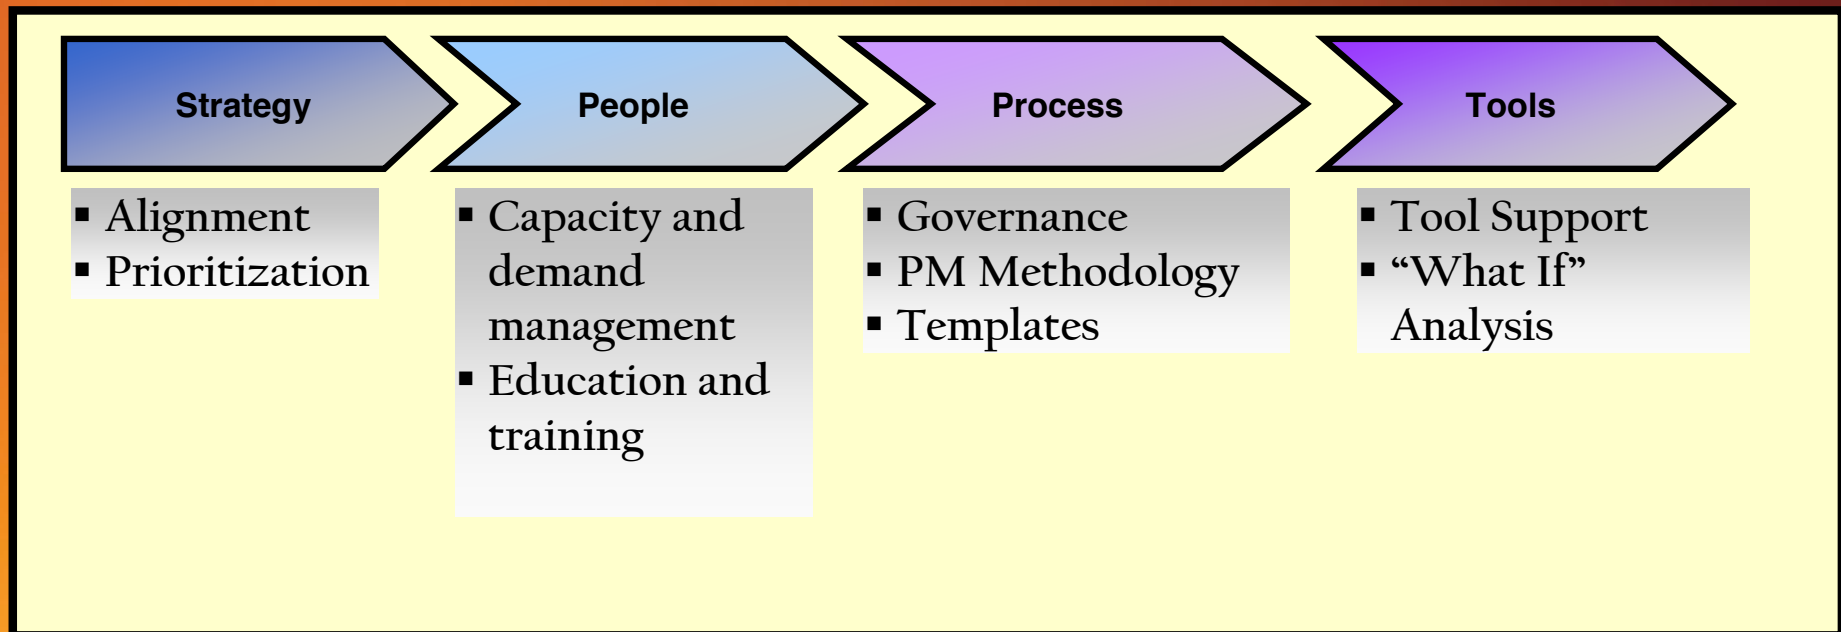 Strategy
People
Process
Tools
▪ Alignment
▪ Prioritization
▪ Capacity and
demand
management
▪ Education and
training
▪ Governance
▪ PM Methodology
▪ Templates
▪ Tool Support
▪ “What If”
Analysis